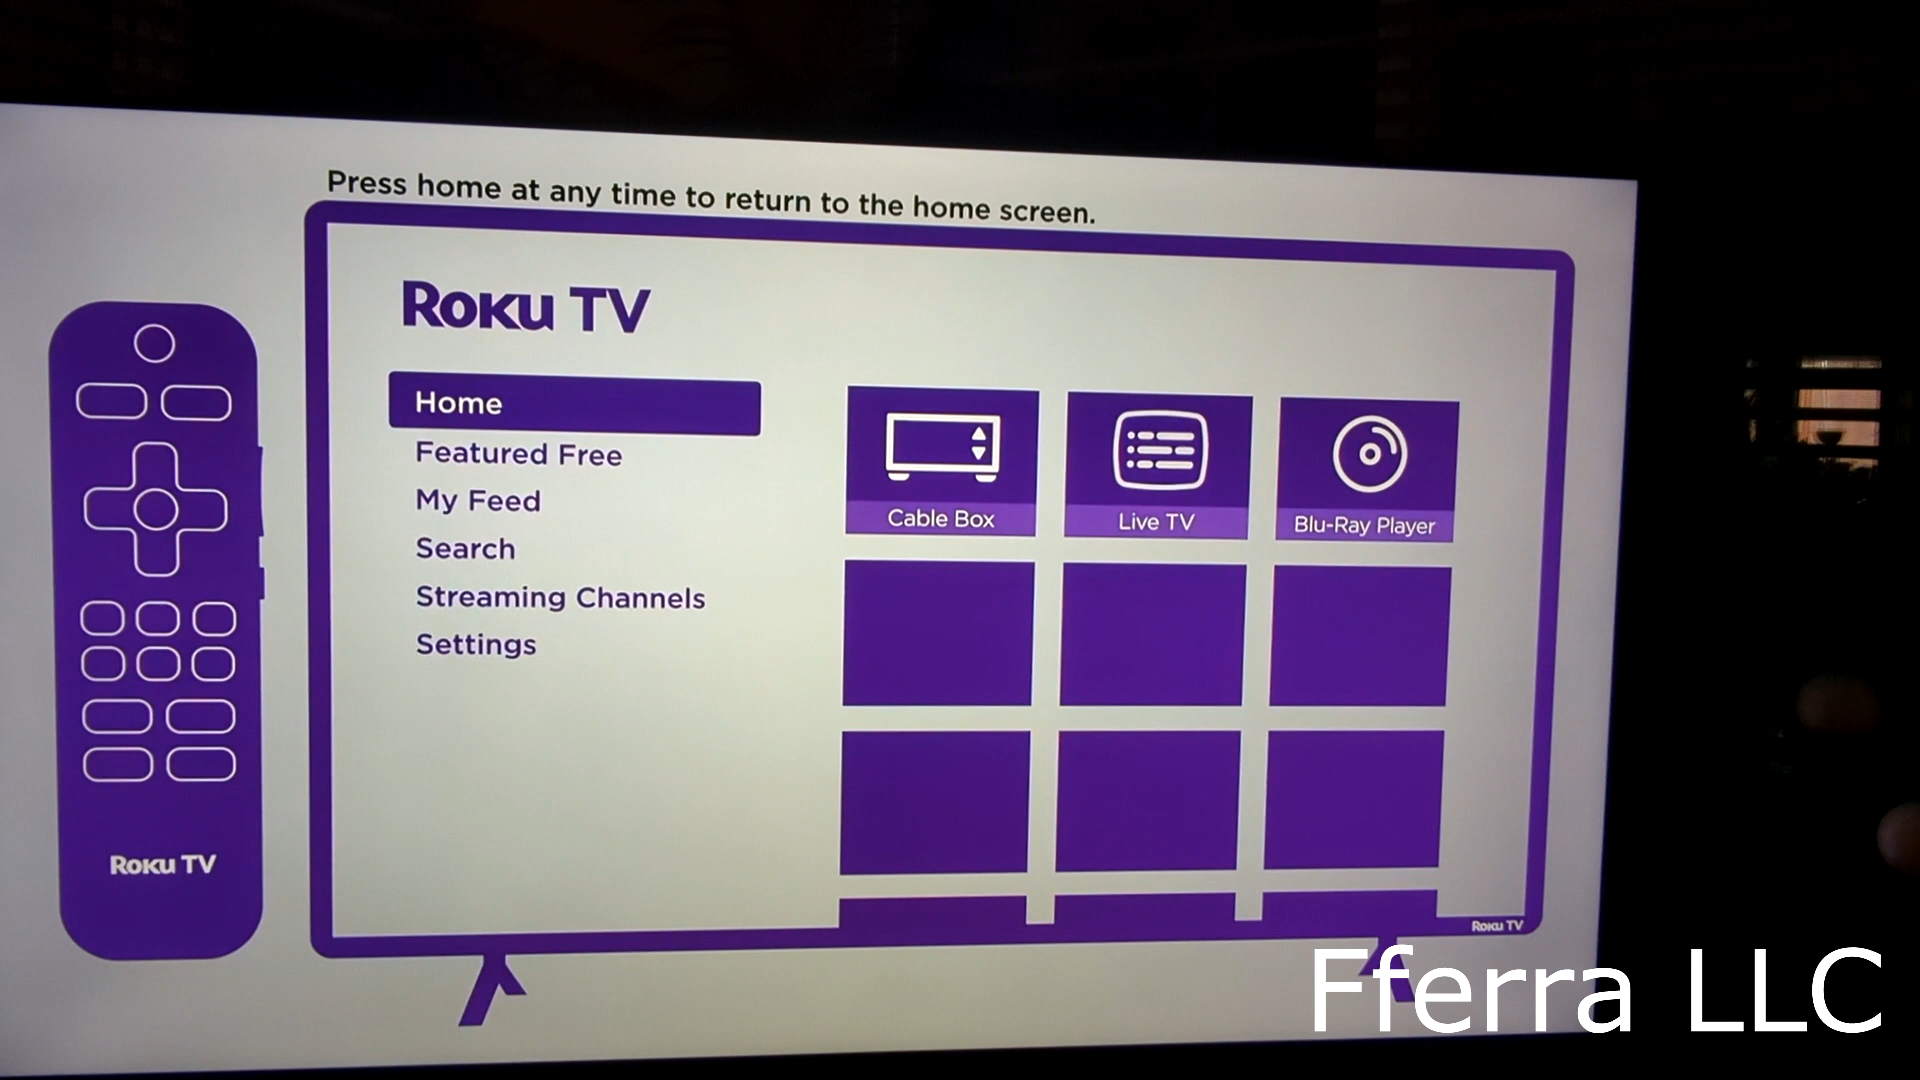 Press home at any time to return to the home screen.
Roku TV
Home
Featured Free
My Feed
Search
Streaming Channels
Settings
Cable Box
Live TV
Blu-Ray Player
Roku TV
Roku TV
Fferra LLC